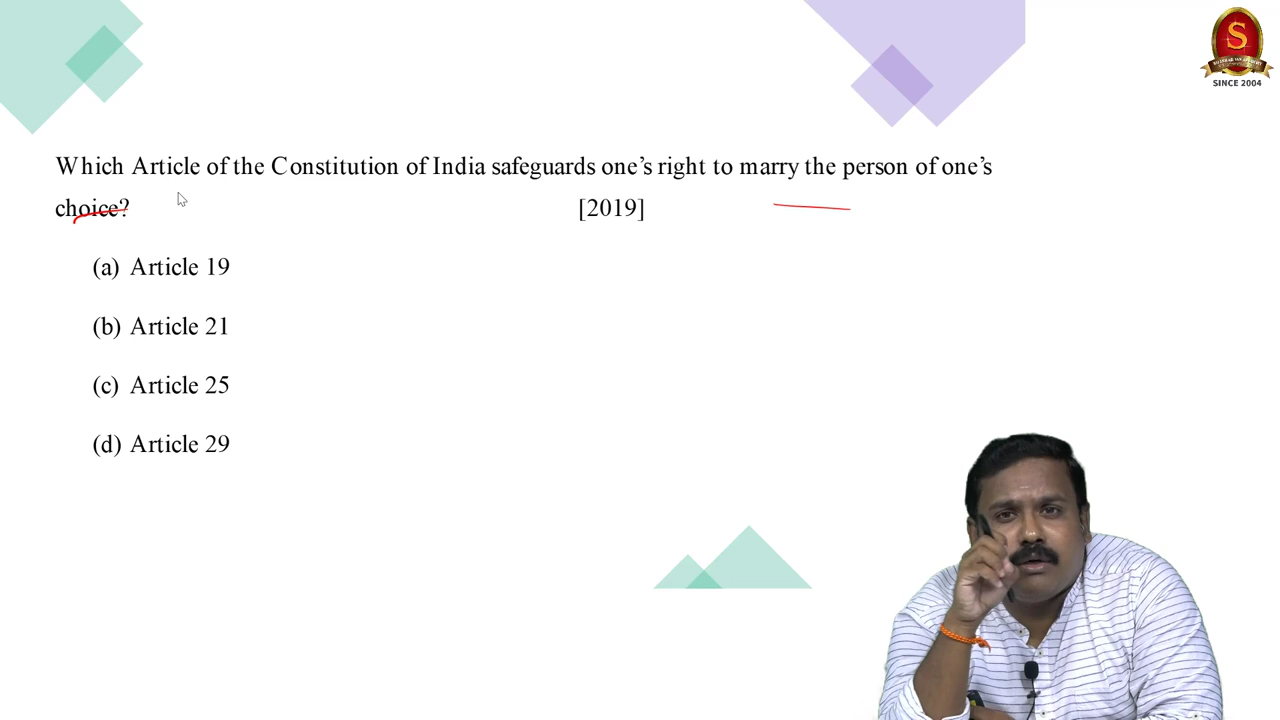 S
SINCE 2004
Which Article of the Constitution of India safeguards one's right to marry the person of one's
choice? [2019]
(a) Article 19
(b) Article 21
(c) Article 25
(d) Article 29